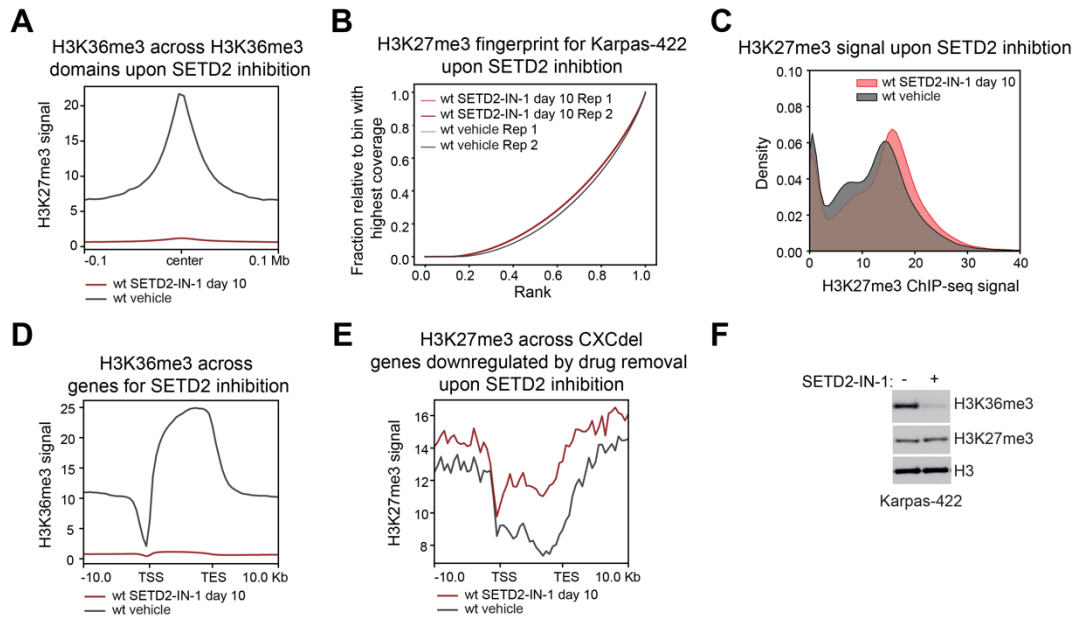 A
H3K36me3 across H3K36me3
domains upon SETD2 inhibition
H3K27me3 signal
20
15
10
5
0
-0.1
center
0.1 Mb
wt SETD2-IN-1 day 10
wt vehicle
B
H3K27me3 fingerprint for Karpas-422
upon SETD2 inhibtion
Fraction relative to bin with
highest coverage
1.0
0.8
0.6
0.4
0.2
0.0
wt SETD2-IN-1 day 10 Rep 1
wt SETD2-IN-1 day 10 Rep 2
wt vehicle Rep 1
wt vehicle Rep 2
0.0 0.2 0.4 0.6 0.8 1.0
Rank
C
H3K27me3 signal upon SETD2 inhibtion
Density
0.10
0.08
0.06
0.04
0.02
0.00
wt SETD2-IN-1 day 10
wt vehicle
0 10 20 30 40
H3K27me3 ChIP-seq signal
D
H3K36me3 across
genes for SETD2 inhibition
H3K36me3 signal
25
20
15
10
5
0
-10.0 TSS TES 10.0 Kb
wt SETD2-IN-1 day 10
wt vehicle
E
H3K27me3 across CXCdel
genes downregulated by drug removal
upon SETD2 inhibition
H3K27me3 signal
16
14
12
10
8
-10.0 TSS TES 10.0 Kb
wt SETD2-IN-1 day 10
wt vehicle
F
SETD2-IN-1: - +
H3K36me3
H3K27me3
H3
Karpas-422